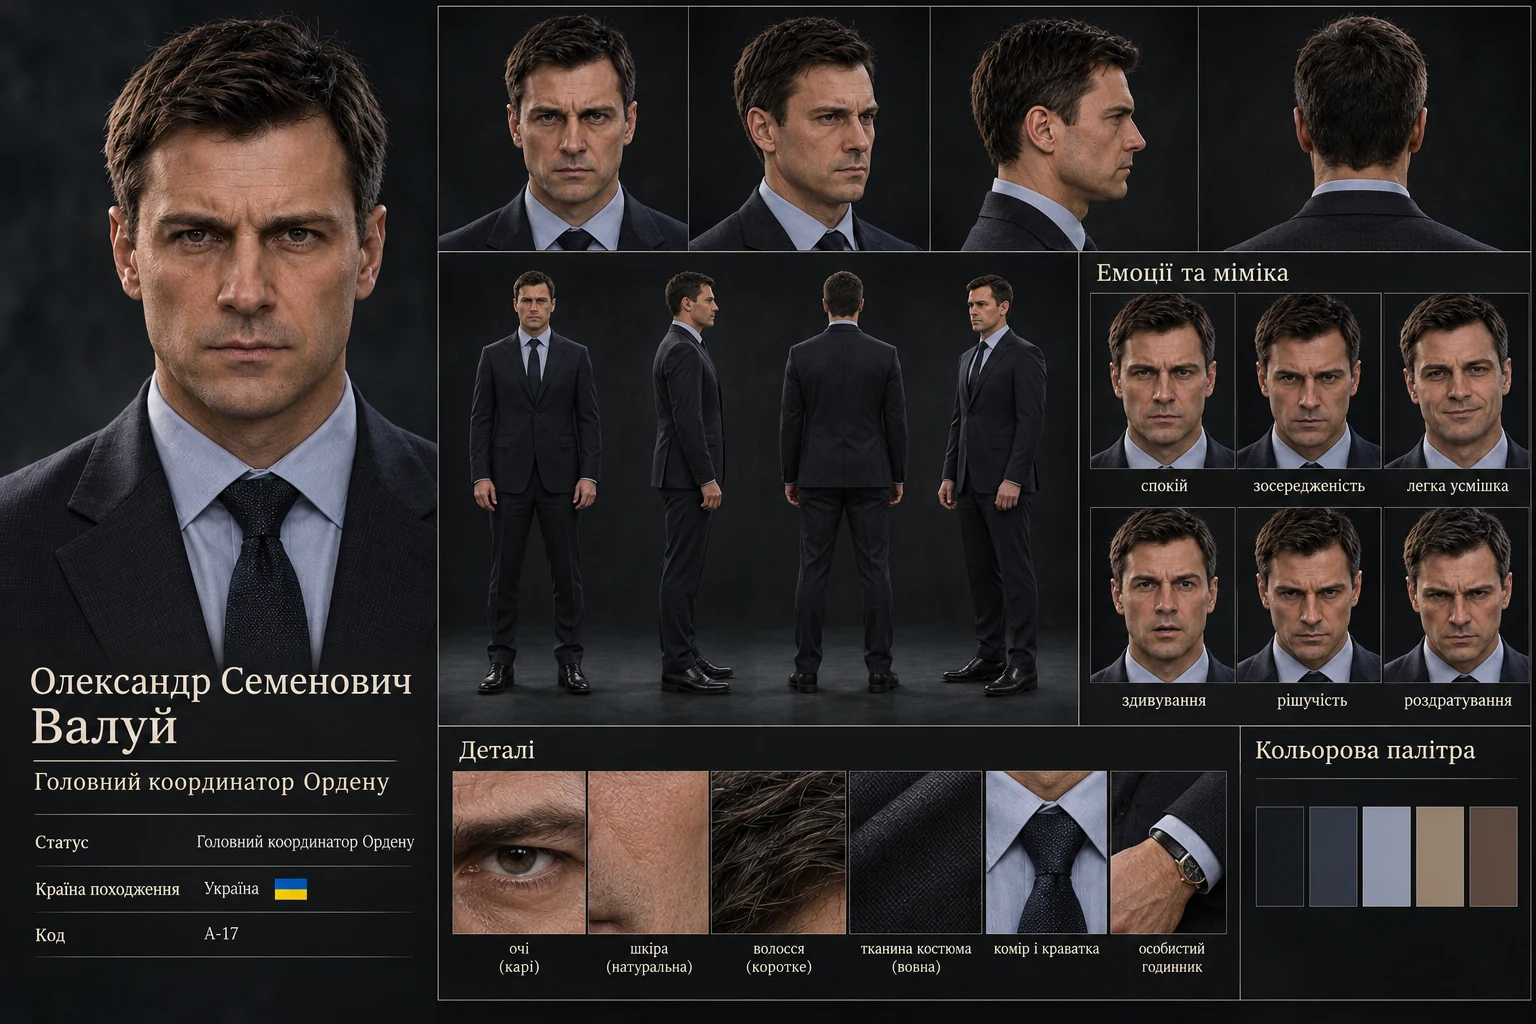 Олександр Семенович
Валуй
Головний координатор Ордену
Статус Головний координатор Ордену
Країна походження Україна
Код А-17
Емоції та міміка
спокій
зосередженість
легка усмішка
здивування
рішучість
роздратування
Деталі
очі
(карі)
шкіра
(натуральна)
волосся
(коротке)
тканина костюма
(вовна)
комір і краватка
особистий
годинник
Кольорова палітра